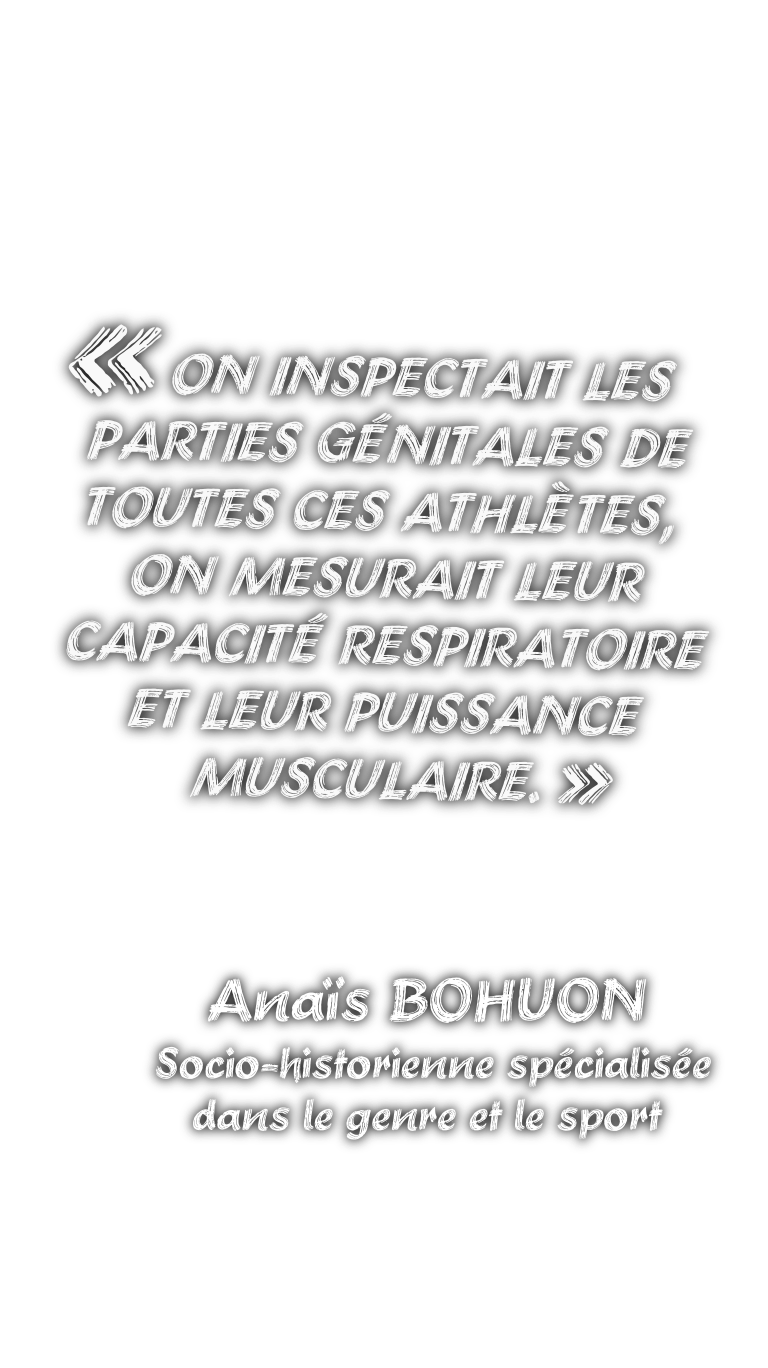 « ON INSPECTAIT LES
PARTIES GÉNITALES DE
TOUTES CES ATHLÈTES,
ON MESURAIT LEUR
CAPACITÉ RESPIRATOIRE
ET LEUR PUISSANCE
MUSCULAIRE. »
Anaïs BOHUON
Socio-historienne spécialisée
dans le genre et le sport